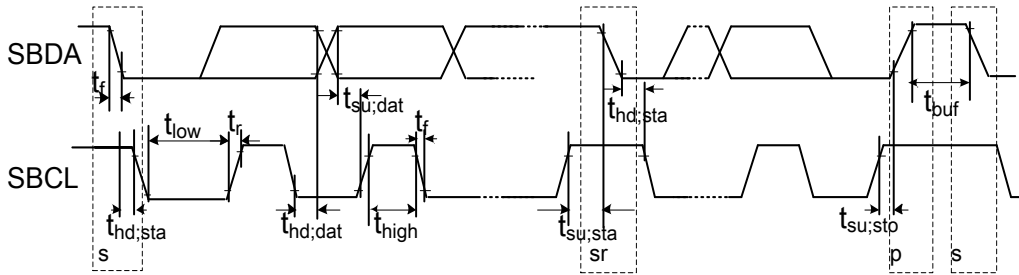 SBDA
t_f
t_su;dat
t_hd;sta
t_buf
t_low
t_r
t_f
SBCL
t_hd;sta
t_hd;dat
t_high
t_su;sta
t_su;sto
s
sr
p
s